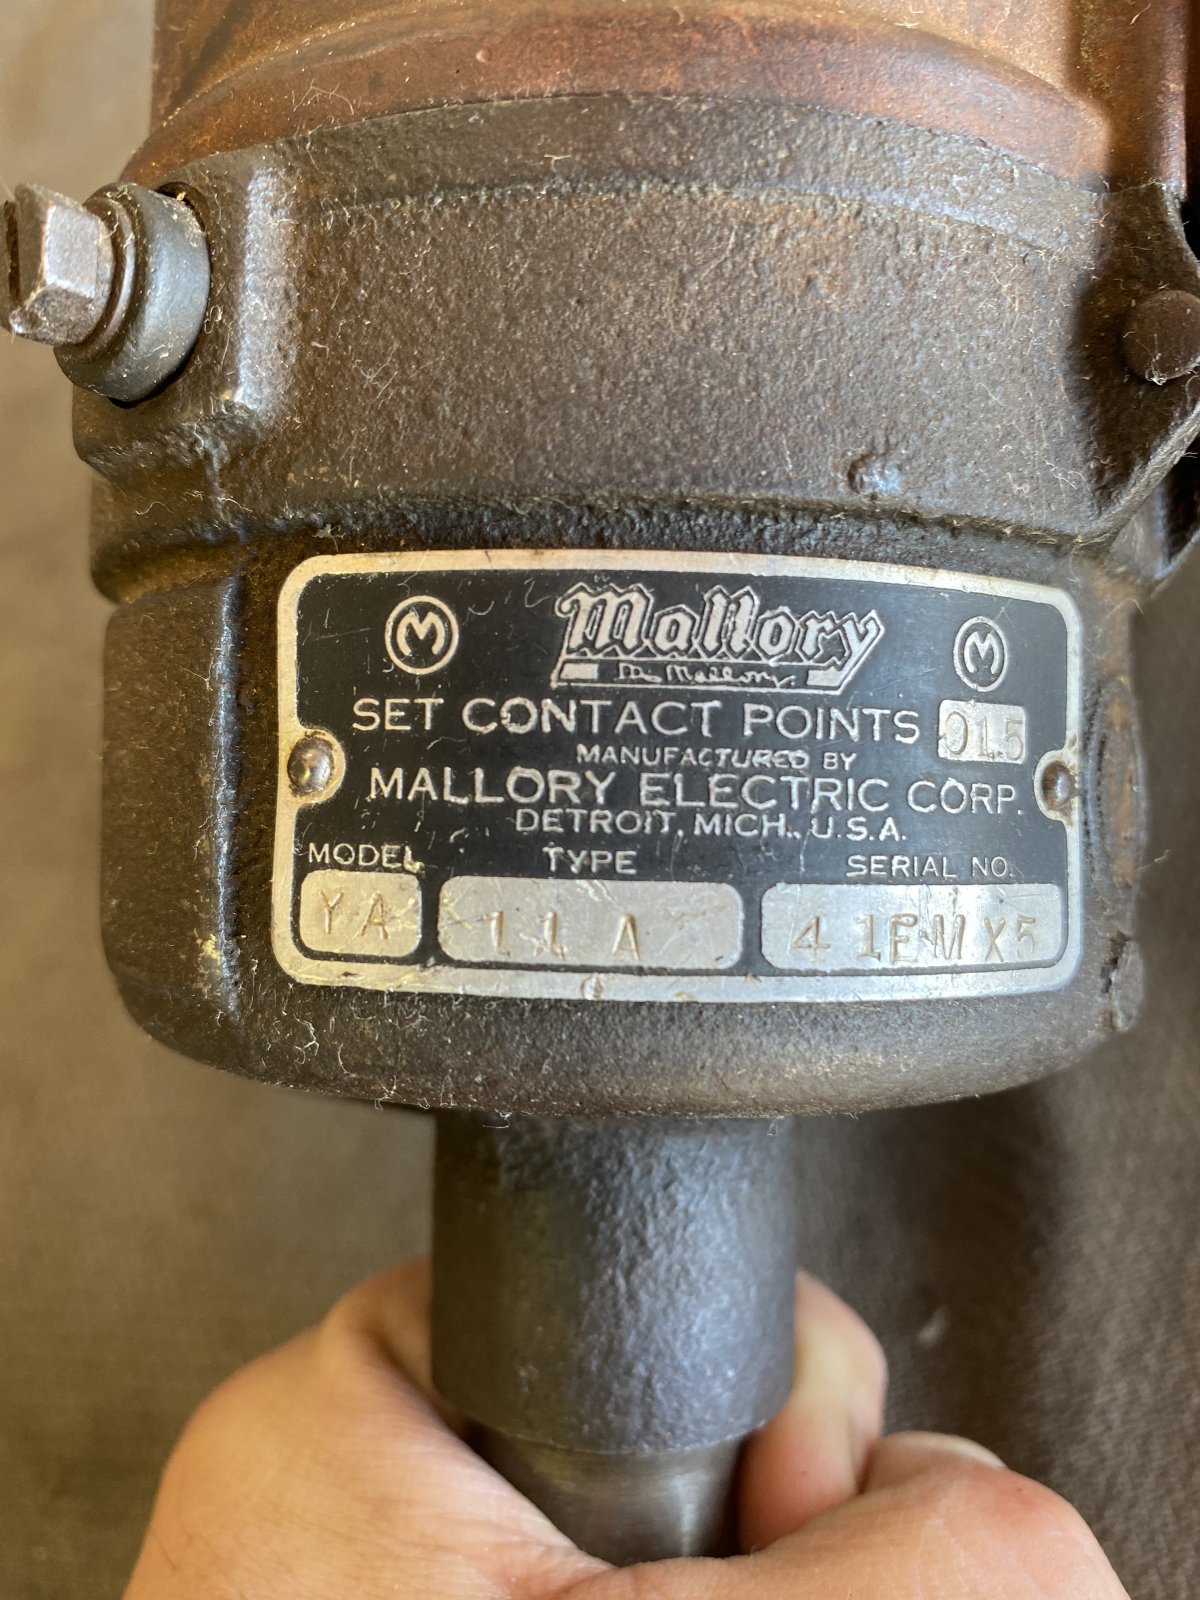 M Mallory M
SET CONTACT POINTS 015
MANUFACTURED BY
MALLORY ELECTRIC CORP.
DETROIT, MICH., U.S.A.
MODEL TYPE SERIAL NO.
YA 11 A 41EMX5